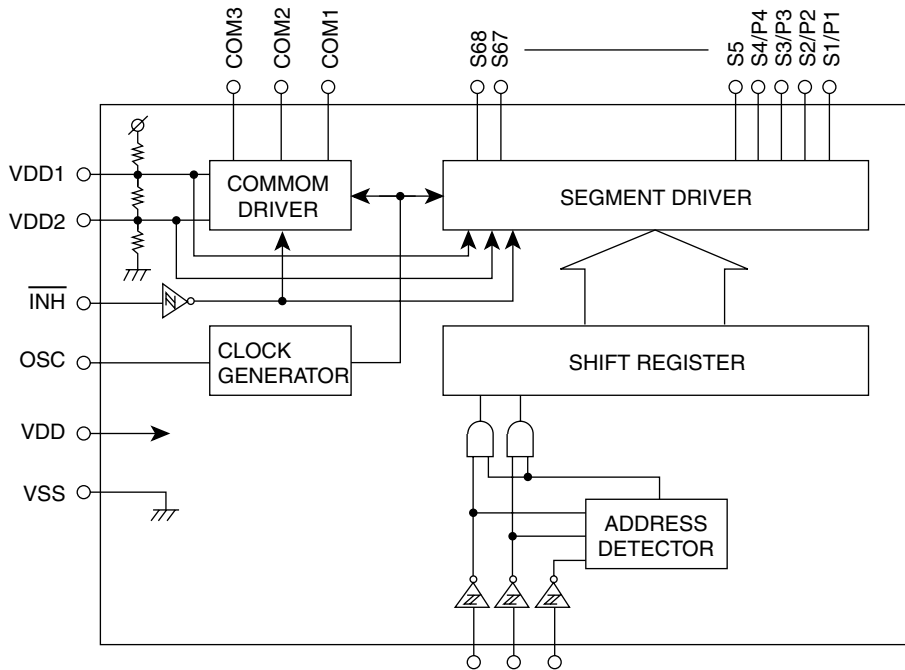 COM3
COM2
COM1
S68
S67
S5
S4/P4
S3/P3
S2/P2
S1/P1
VDD1
VDD2
COMMOM
DRIVER
SEGMENT DRIVER
INH
OSC
CLOCK
GENERATOR
SHIFT REGISTER
VDD
VSS
ADDRESS
DETECTOR